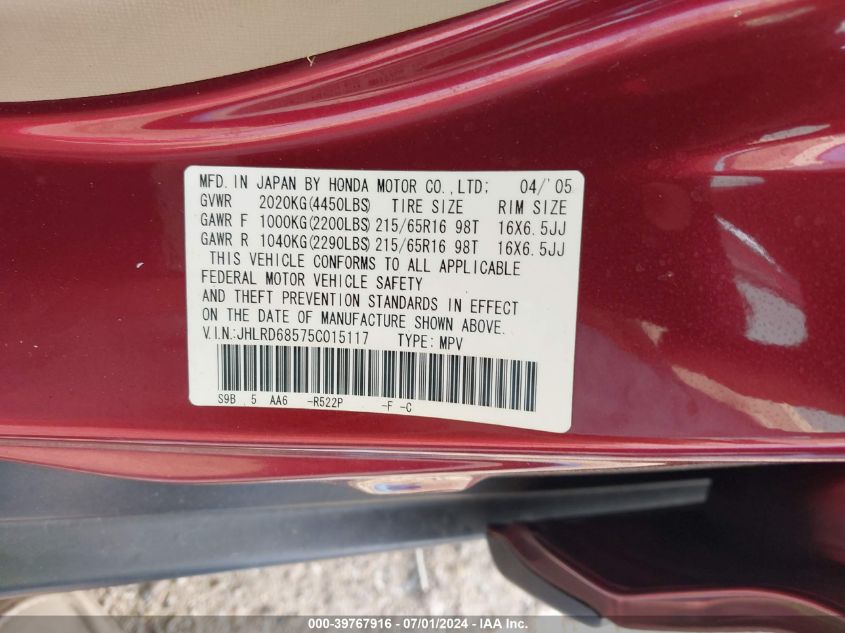 MFD. IN JAPAN BY HONDA MOTOR CO.,LTD; 04/'05
GVWR 2020KG(4450LBS) TIRE SIZE RIM SIZE
GAWR F 1000KG(2200LBS) 215/65R16 98T 16X6.5JJ
GAWR R 1040KG(2290LBS) 215/65R16 98T 16X6.5JJ
THIS VEHICLE CONFORMS TO ALL APPLICABLE
FEDERAL MOTOR VEHICLE SAFETY
AND THEFT PREVENTION STANDARDS IN EFFECT
ON THE DATE OF MANUFACTURE SHOWN ABOVE.
V.I.N:JHLRD68575C015117 TYPE: MPV
S9B 5 AA6 -R522P -F -C
000-39767916 - 07/01/2024 - IAA Inc.